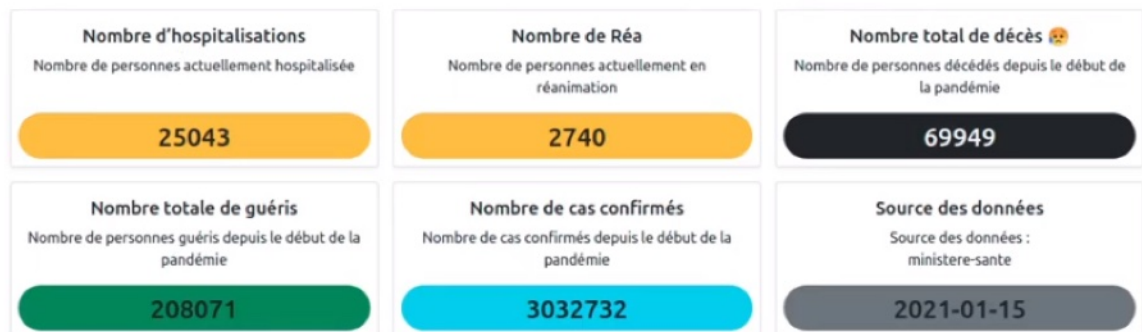 Nombre d'hospitalisations
Nombre de personnes actuellement hospitalisée
25043
Nombre de Réa
Nombre de personnes actuellement en
réanimation
2740
Nombre total de décès 😥
Nombre de personnes décédés depuis le début de
la pandémie
69949
Nombre totale de guéris
Nombre de personnes guéris depuis le début de la
pandémie
208071
Nombre de cas confirmés
Nombre de cas confirmés depuis le début de la
pandémie
3032732
Source des données
Source des données :
ministere-sante
2021-01-15